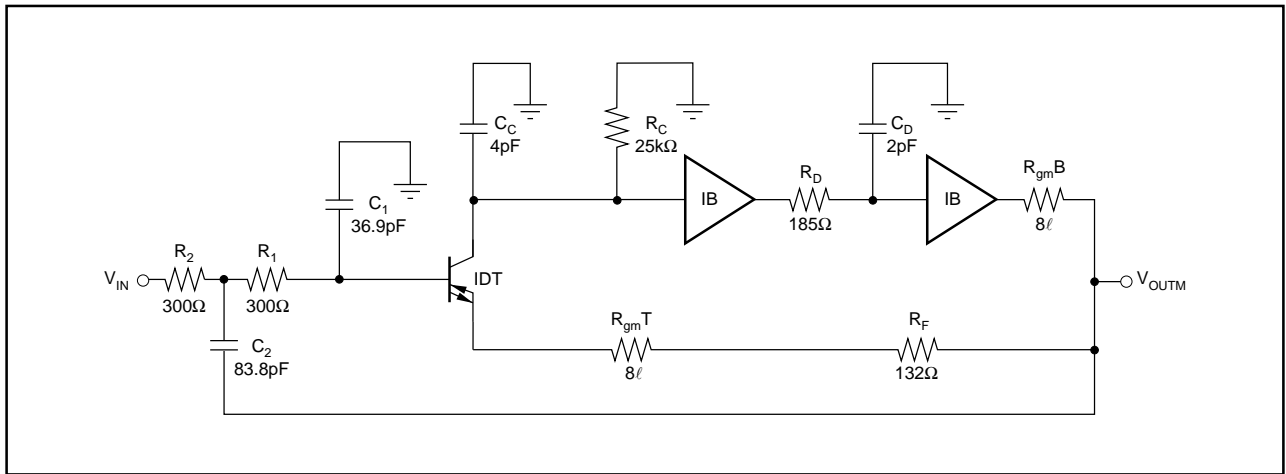 C_C
4pF
R_C
25kΩ
C_D
2pF
C_1
36.9pF
IB
R_D
185Ω
IB
R_gmB
8ℓ
R_2
300Ω
R_1
300Ω
V_IN
IDT
V_OUTM
C_2
83.8pF
R_gmT
8ℓ
R_F
132Ω